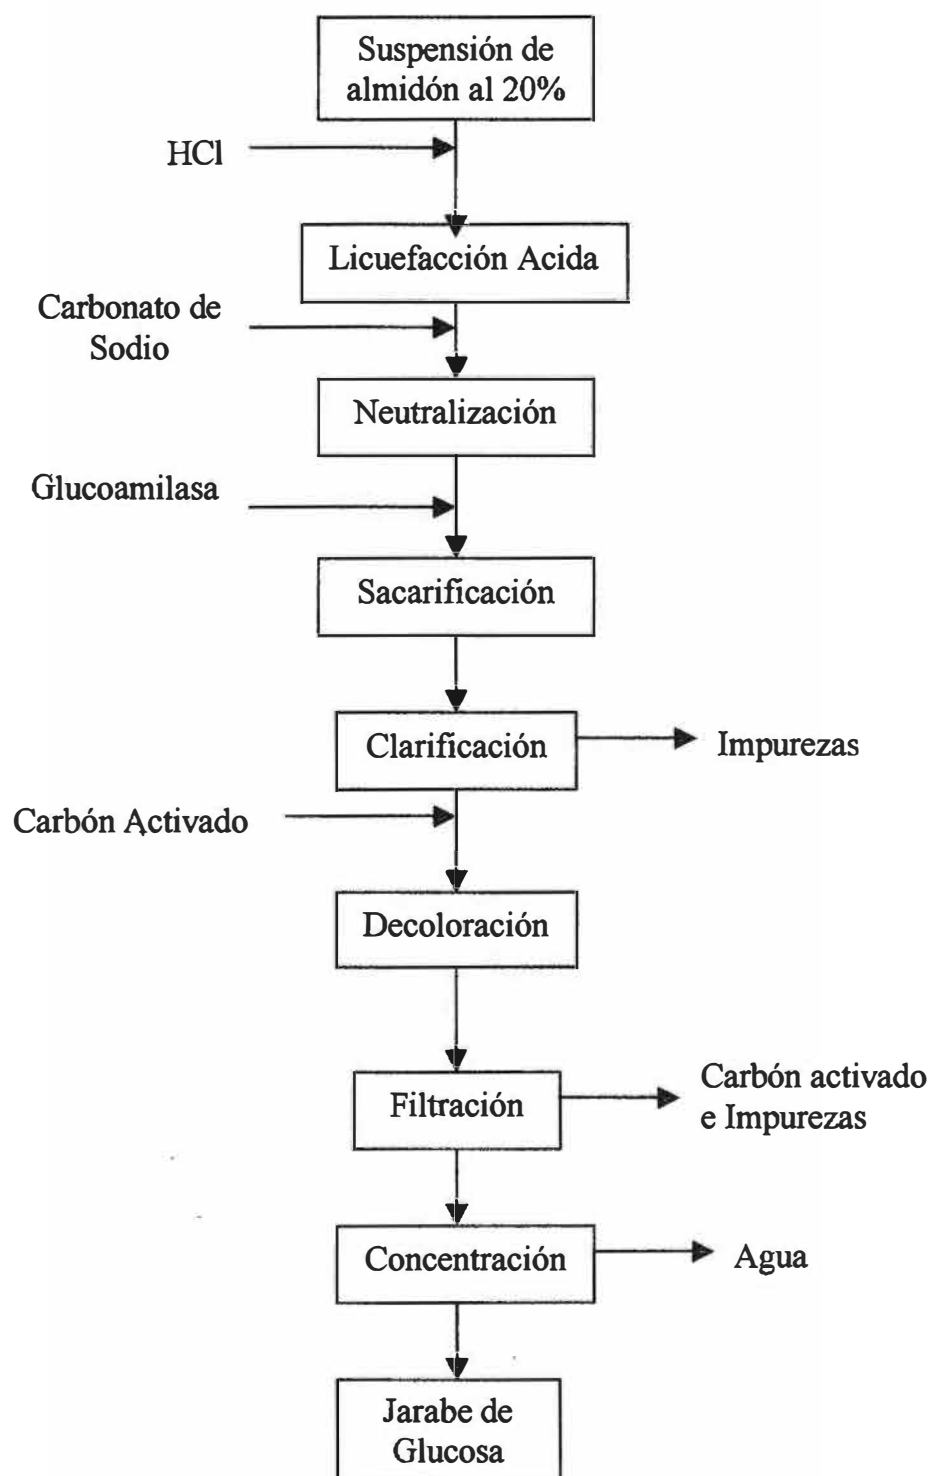 Suspensión de
almidón al 20%
HCl
Licuefacción Acida
Carbonato de
Sodio
Neutralización
Glucoamilasa
Sacarificación
Clarificación
Impurezas
Carbón Activado
Decoloración
Filtración
Carbón activado
e Impurezas
Concentración
Agua
Jarabe de
Glucosa